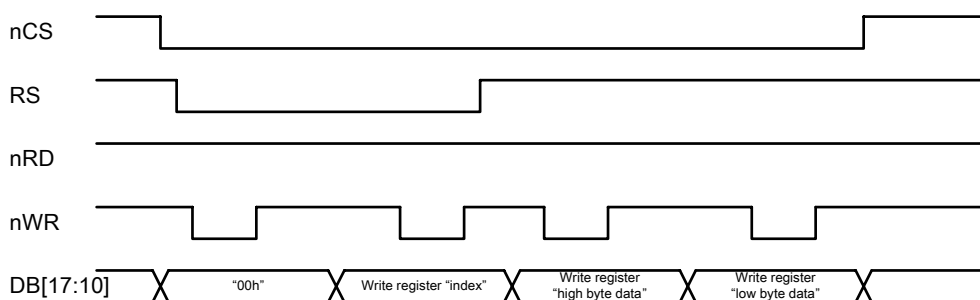 nCS
RS
nRD
nWR
DB[17:10]
“00h”
Write register “index”
Write register
“high byte data”
Write register
“low byte data”